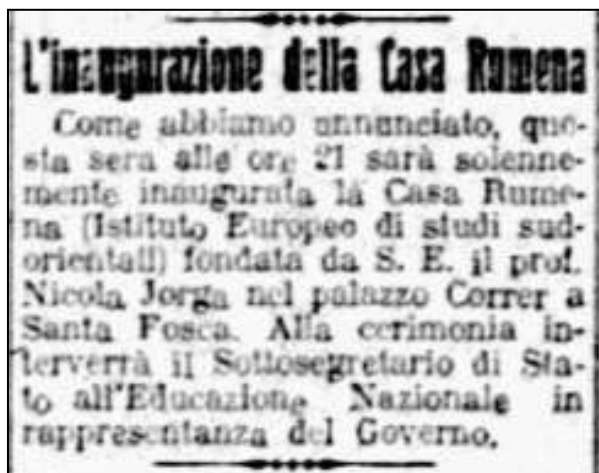 L'inaugurazione della Casa Rumena
Come abbiamo annunciato, que-
sta sera alle ore 21 sarà solenne-
mente inaugurata la Casa Rume-
na (Istituto Europeo di studi sud-
orientali) fondata da S. E. il prof.
Nicola Jorga nel palazzo Correr a
Santa Fosca. Alla cerimonia in-
terverrà il Sottosegretario di Sta-
to all'Educazione Nazionale in
rappresentanza del Governo.